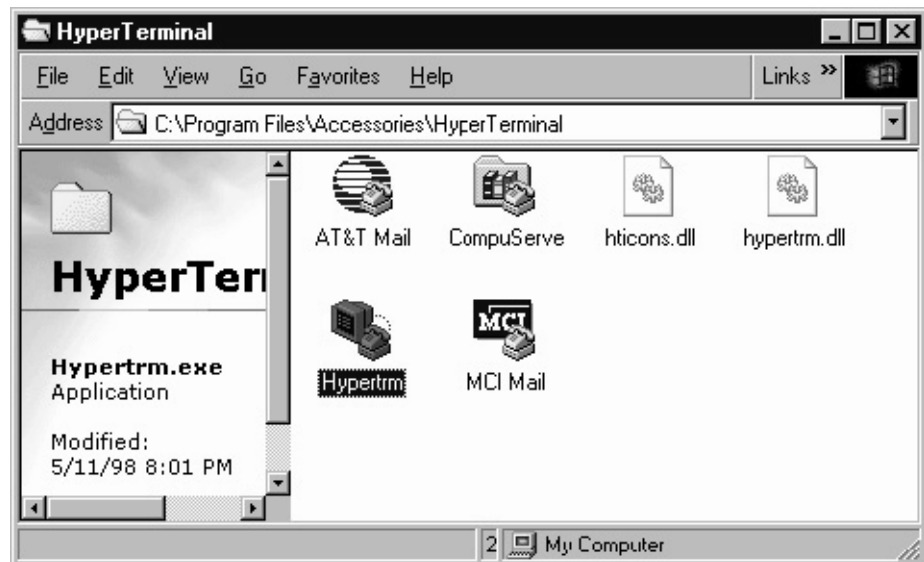 HyperTerminal
File Edit View Go Favorites Help Links »
Address C:\Program Files\Accessories\HyperTerminal
AT&T Mail CompuServe hticons.dll hypertrm.dll
HyperTer
MCI
Hypertrm MCI Mail
Hypertrm.exe
Application
Modified:
5/11/98 8:01 PM
2 My Computer